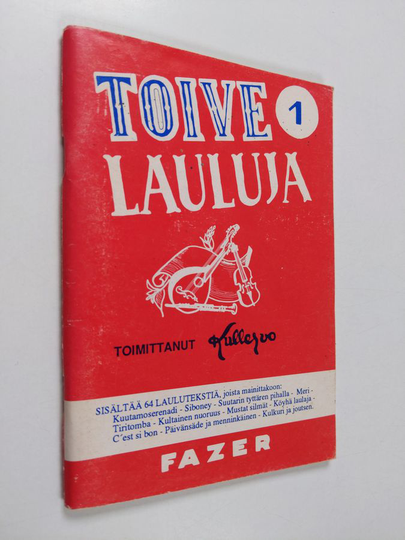 TOIVE 1
LAULUJA
TOIMITTANUT Kullervo
SISÄLTÄÄ 64 LAULUTEKSTIÄ, joista mainittakoon:
Kuutamoserenadi - Siboney - Suutarin tyttären pihalla - Meri -
Tiritomba - Kultainen nuoruus - Mustat silmät - Köyhä laulaja -
C'est si bon - Päivänsäde ja menninkäinen - Kulkuri ja joutsen.
FAZER